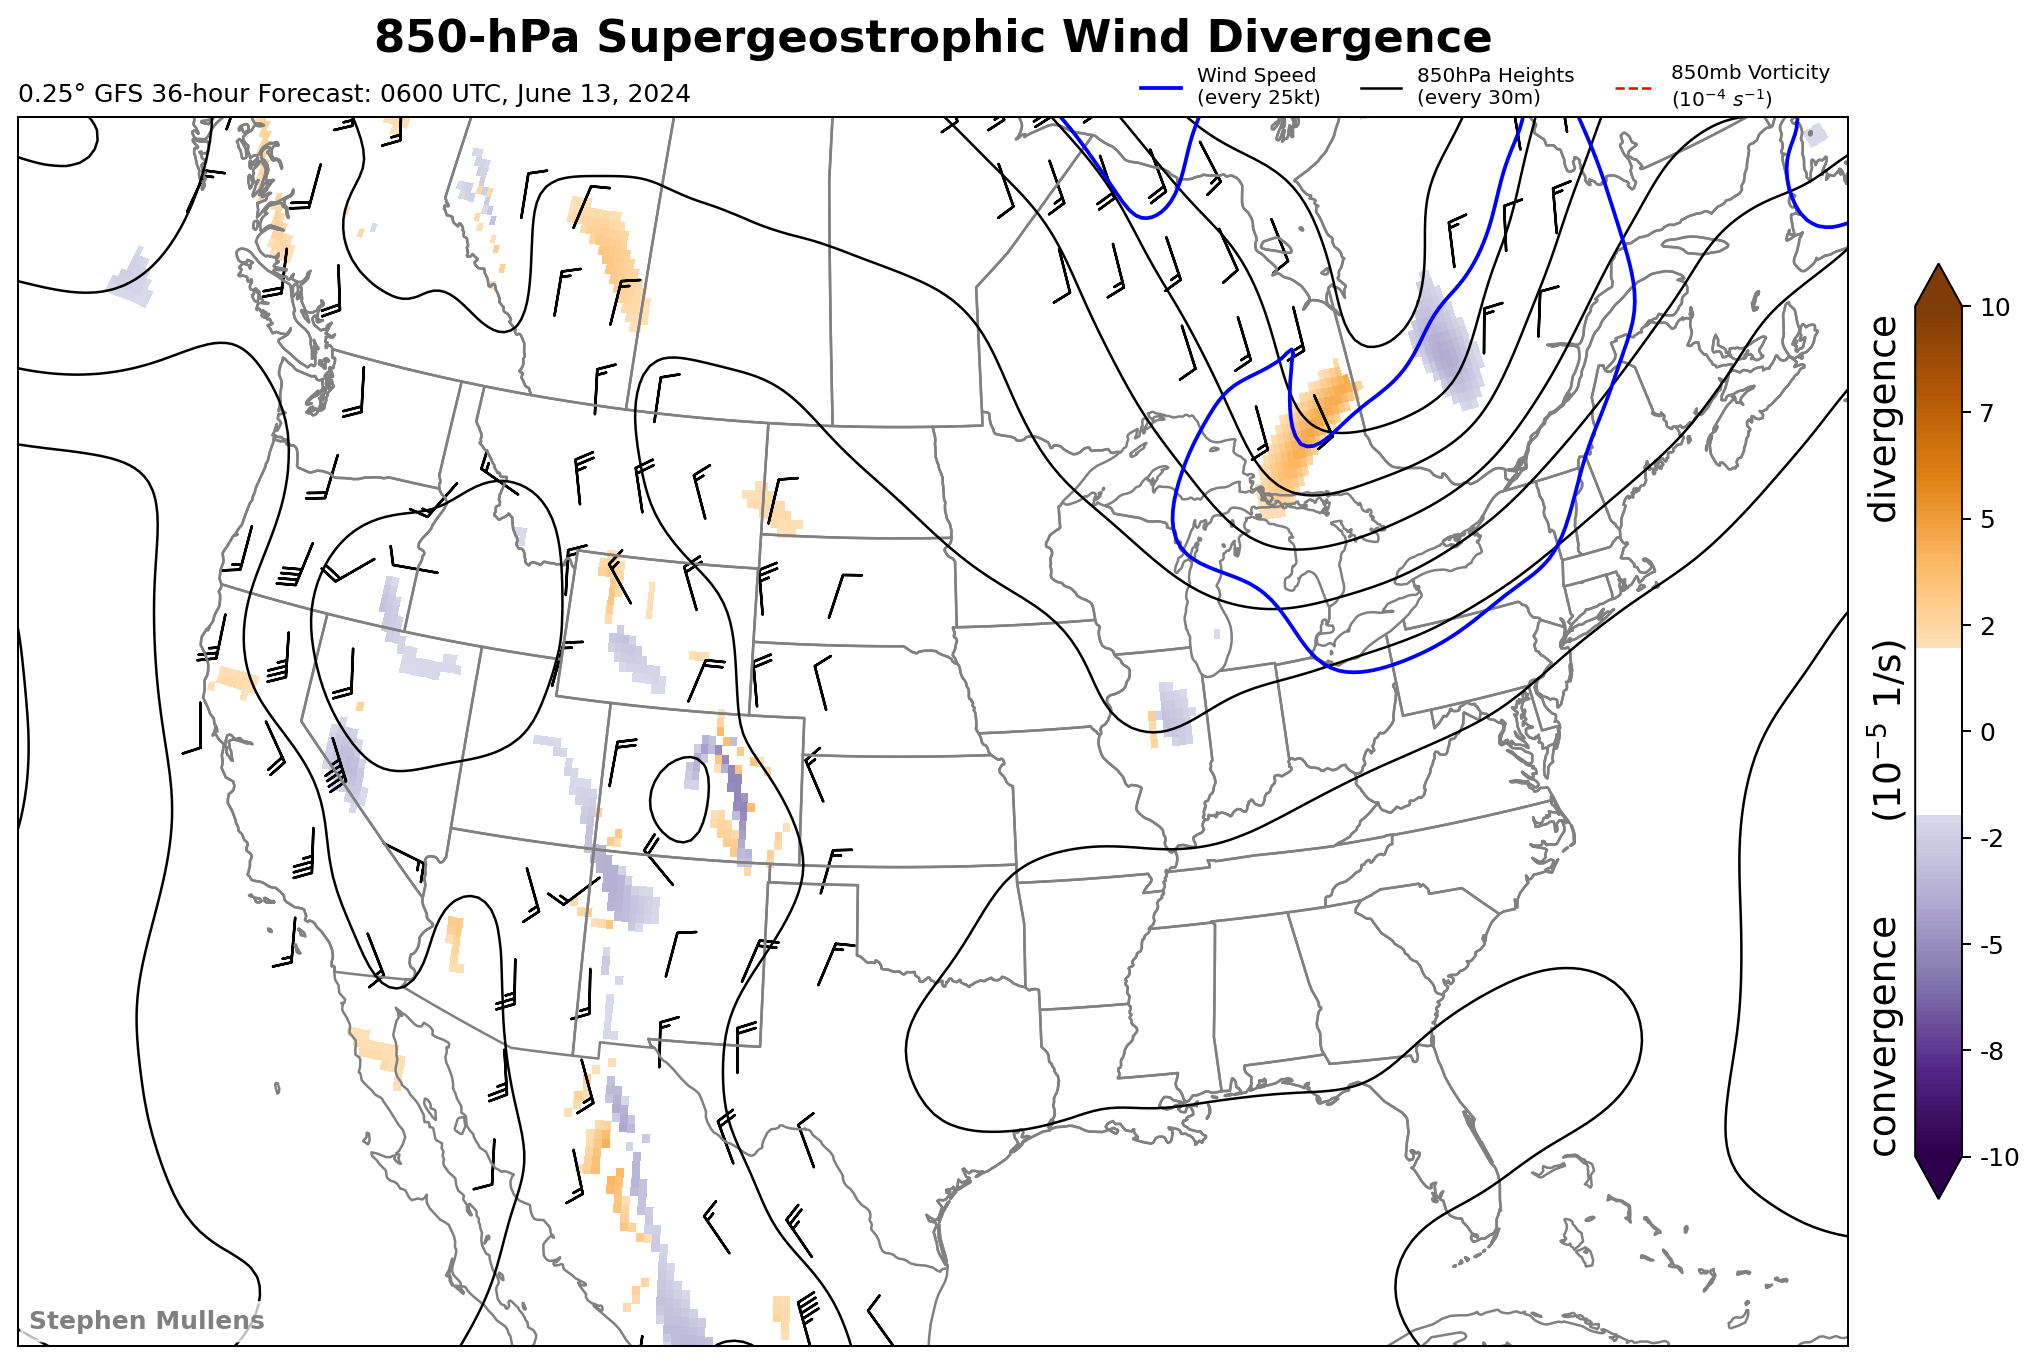 850-hPa Supergeostrophic Wind Divergence
0.25° GFS 36-hour Forecast: 0600 UTC, June 13, 2024
Wind Speed
(every 25kt)
850hPa Heights
(every 30m)
850mb Vorticity
(10⁻⁴ s⁻¹)
10
7
5
2
0
-2
-5
-8
-10
convergence (10⁻⁵ 1/s) divergence
Stephen Mullens